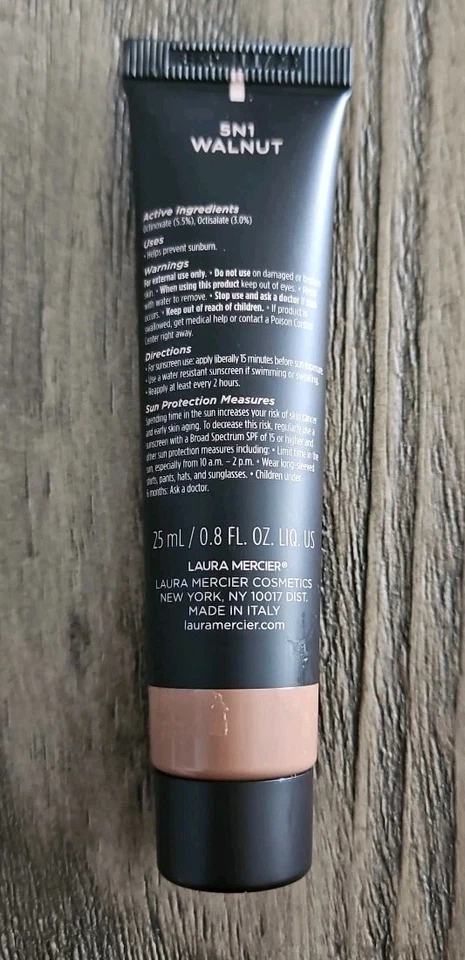 5N1
WALNUT
Active Ingredients
Octinoxate (5.5%), Octisalate (3.0%)
Uses
• Helps prevent sunburn.
Warnings
For external use only. • Do not use on damaged or
skin. • When using this product keep out of eyes. •
with water to remove. • Stop use and ask a doctor if
occurs. • Keep out of reach of children. • If product is
swallowed, get medical help or contact a Poison Control
Center right away.
Directions
• For sunscreen use: apply liberally 15 minutes before sun exposure.
• Use a water resistant sunscreen if swimming or sweating.
• Reapply at least every 2 hours.
Sun Protection Measures
Spending time in the sun increases your risk of skin cancer
and early skin aging. To decrease this risk, regularly use a
sunscreen with a Broad Spectrum SPF of 15 or higher and
other sun protection measures including: • Limit time in the
sun, especially from 10 a.m. – 2 p.m. • Wear long-sleeved
shirts, pants, hats, and sunglasses. • Children under
6 months: Ask a doctor.
25 mL / 0.8 FL. OZ. LIQ. US
LAURA MERCIER®
LAURA MERCIER COSMETICS
NEW YORK, NY 10017 DIST.
MADE IN ITALY
lauramercier.com